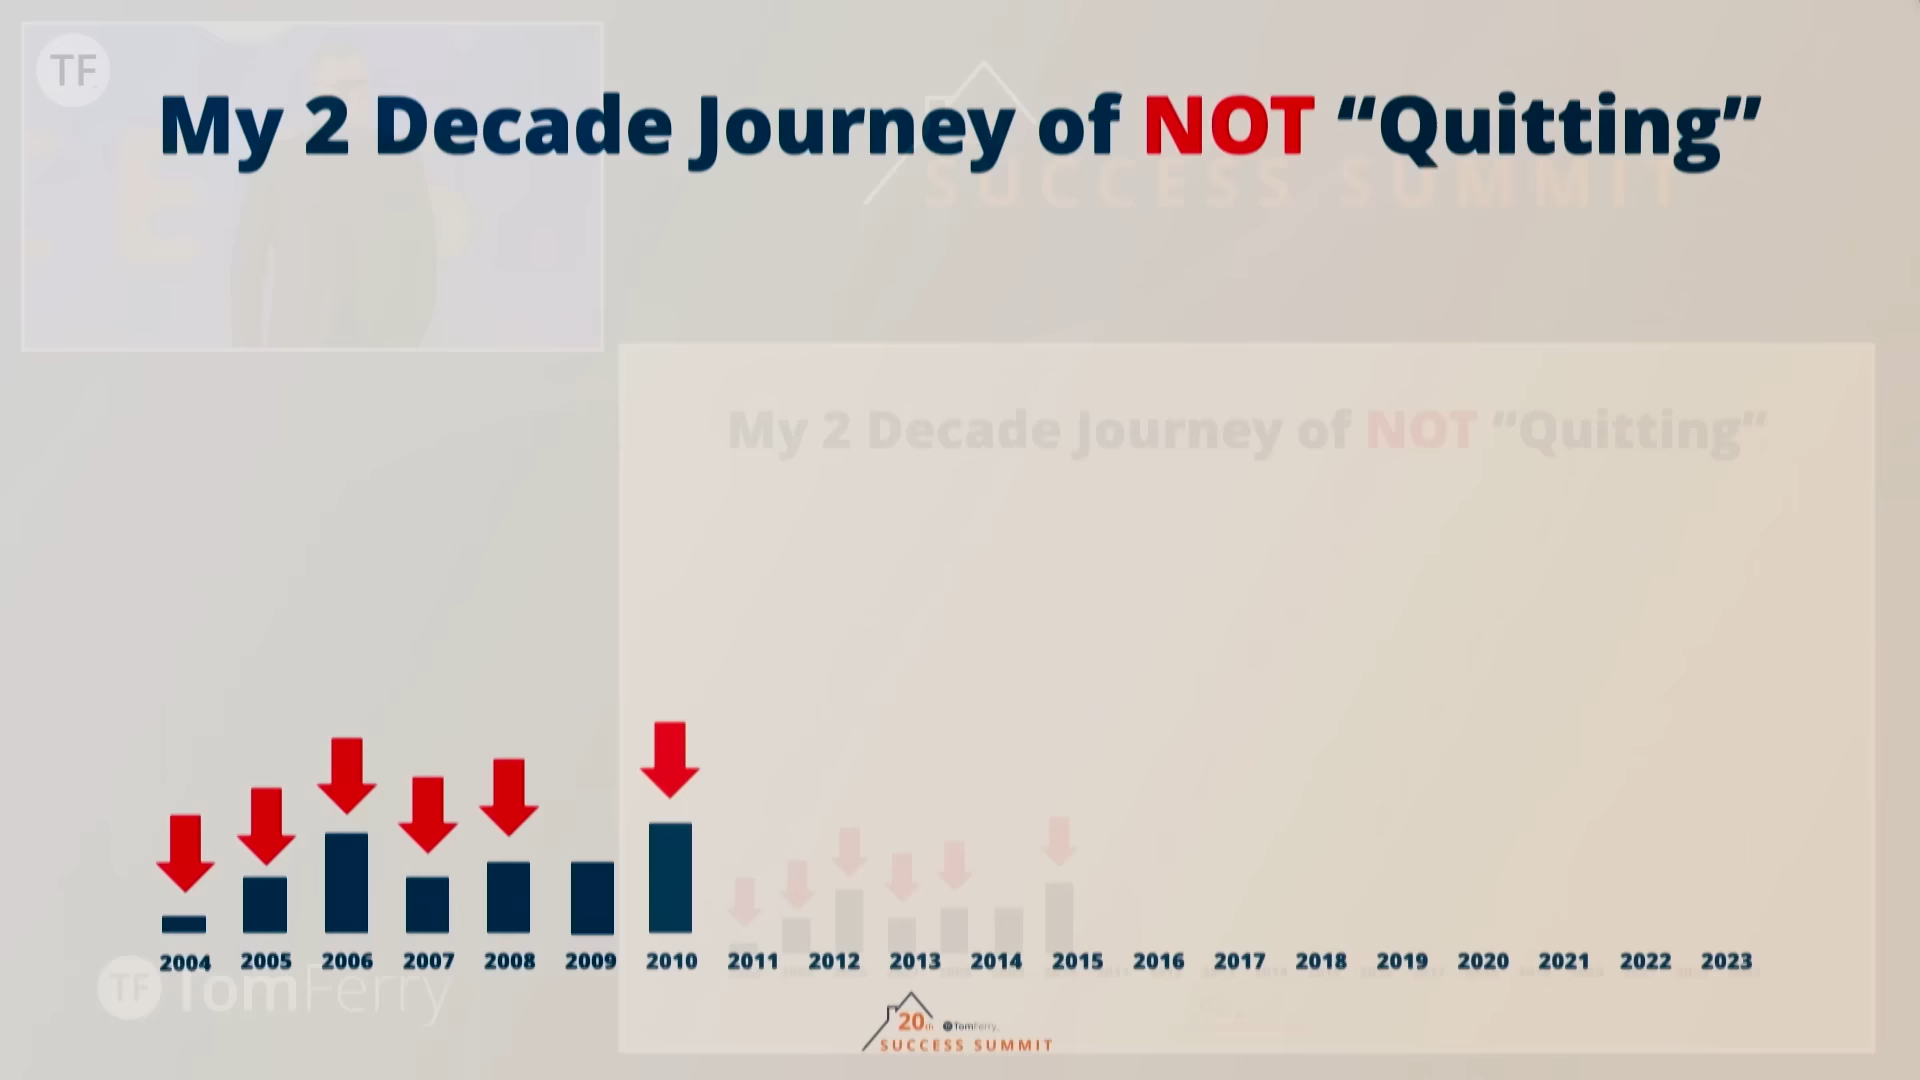 TF
My 2 Decade Journey of NOT “Quitting”
SUCCESS SUMMIT
My 2 Decade Journey of NOT “Quitting”
2004 2005 2006 2007 2008 2009 2010 2011 2012 2013 2014 2015 2016 2017 2018 2019 2020 2021 2022 2023
TF TomFerry
20th TomFerry
SUCCESS SUMMIT